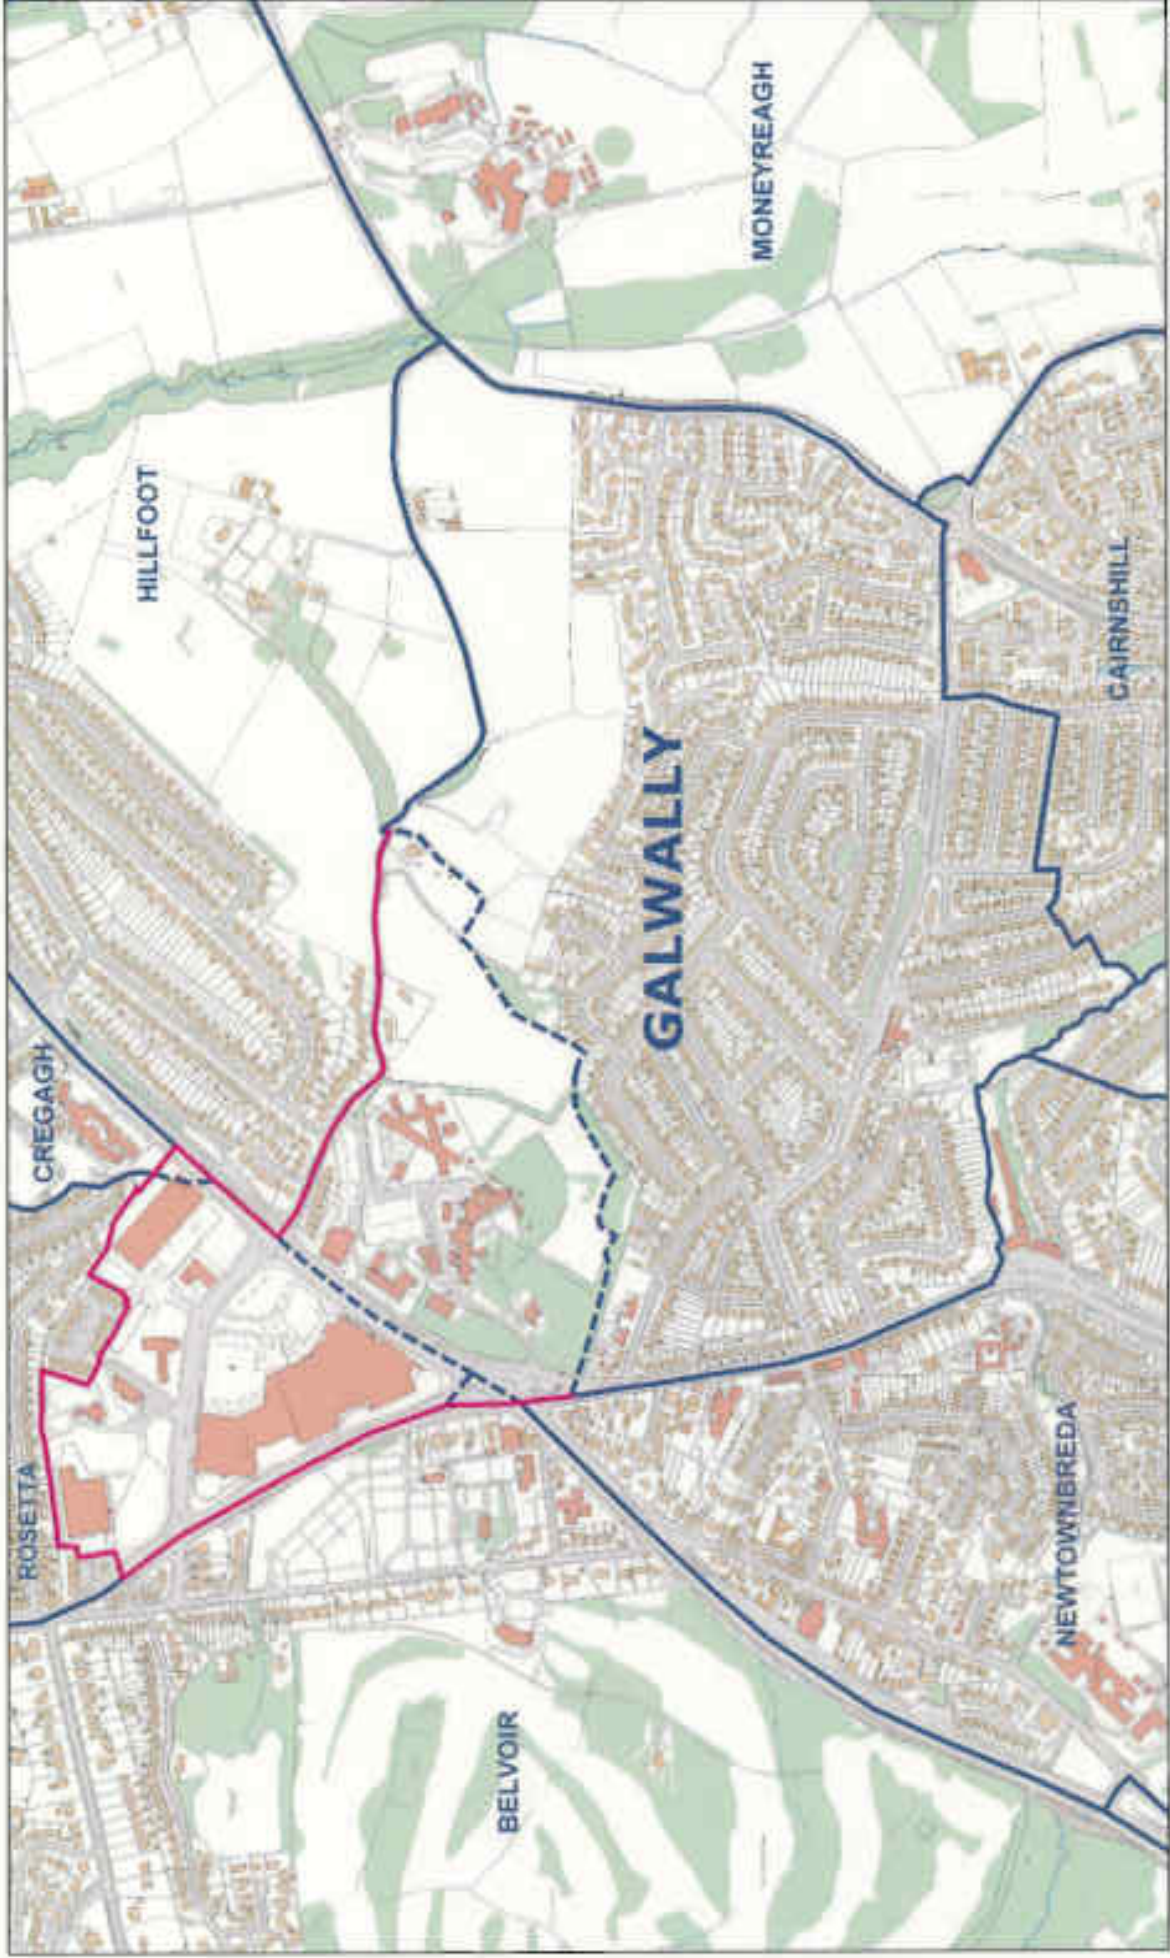 ROSETTA
CREGAGH
HILLFOOT
BELVOIR
GALWALLY
MONEYREAGH
NEWTOWNBREDA
CAIRNSHILL